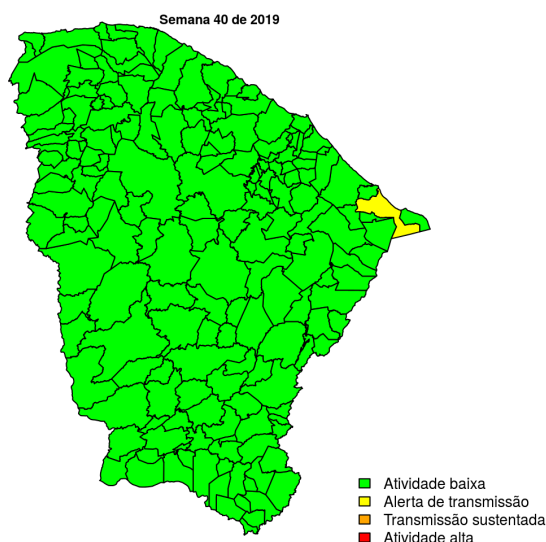 Semana 40 de 2019
Atividade baixa
Alerta de transmissão
Transmissão sustentada
Atividade alta